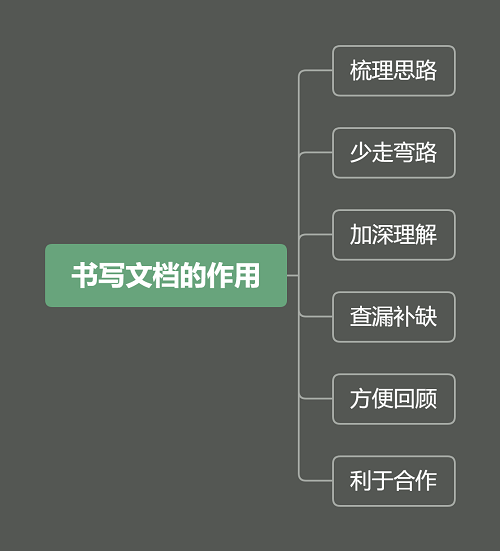 梳理思路
少走弯路
加深理解
书写文档的作用
查漏补缺
方便回顾
利于合作